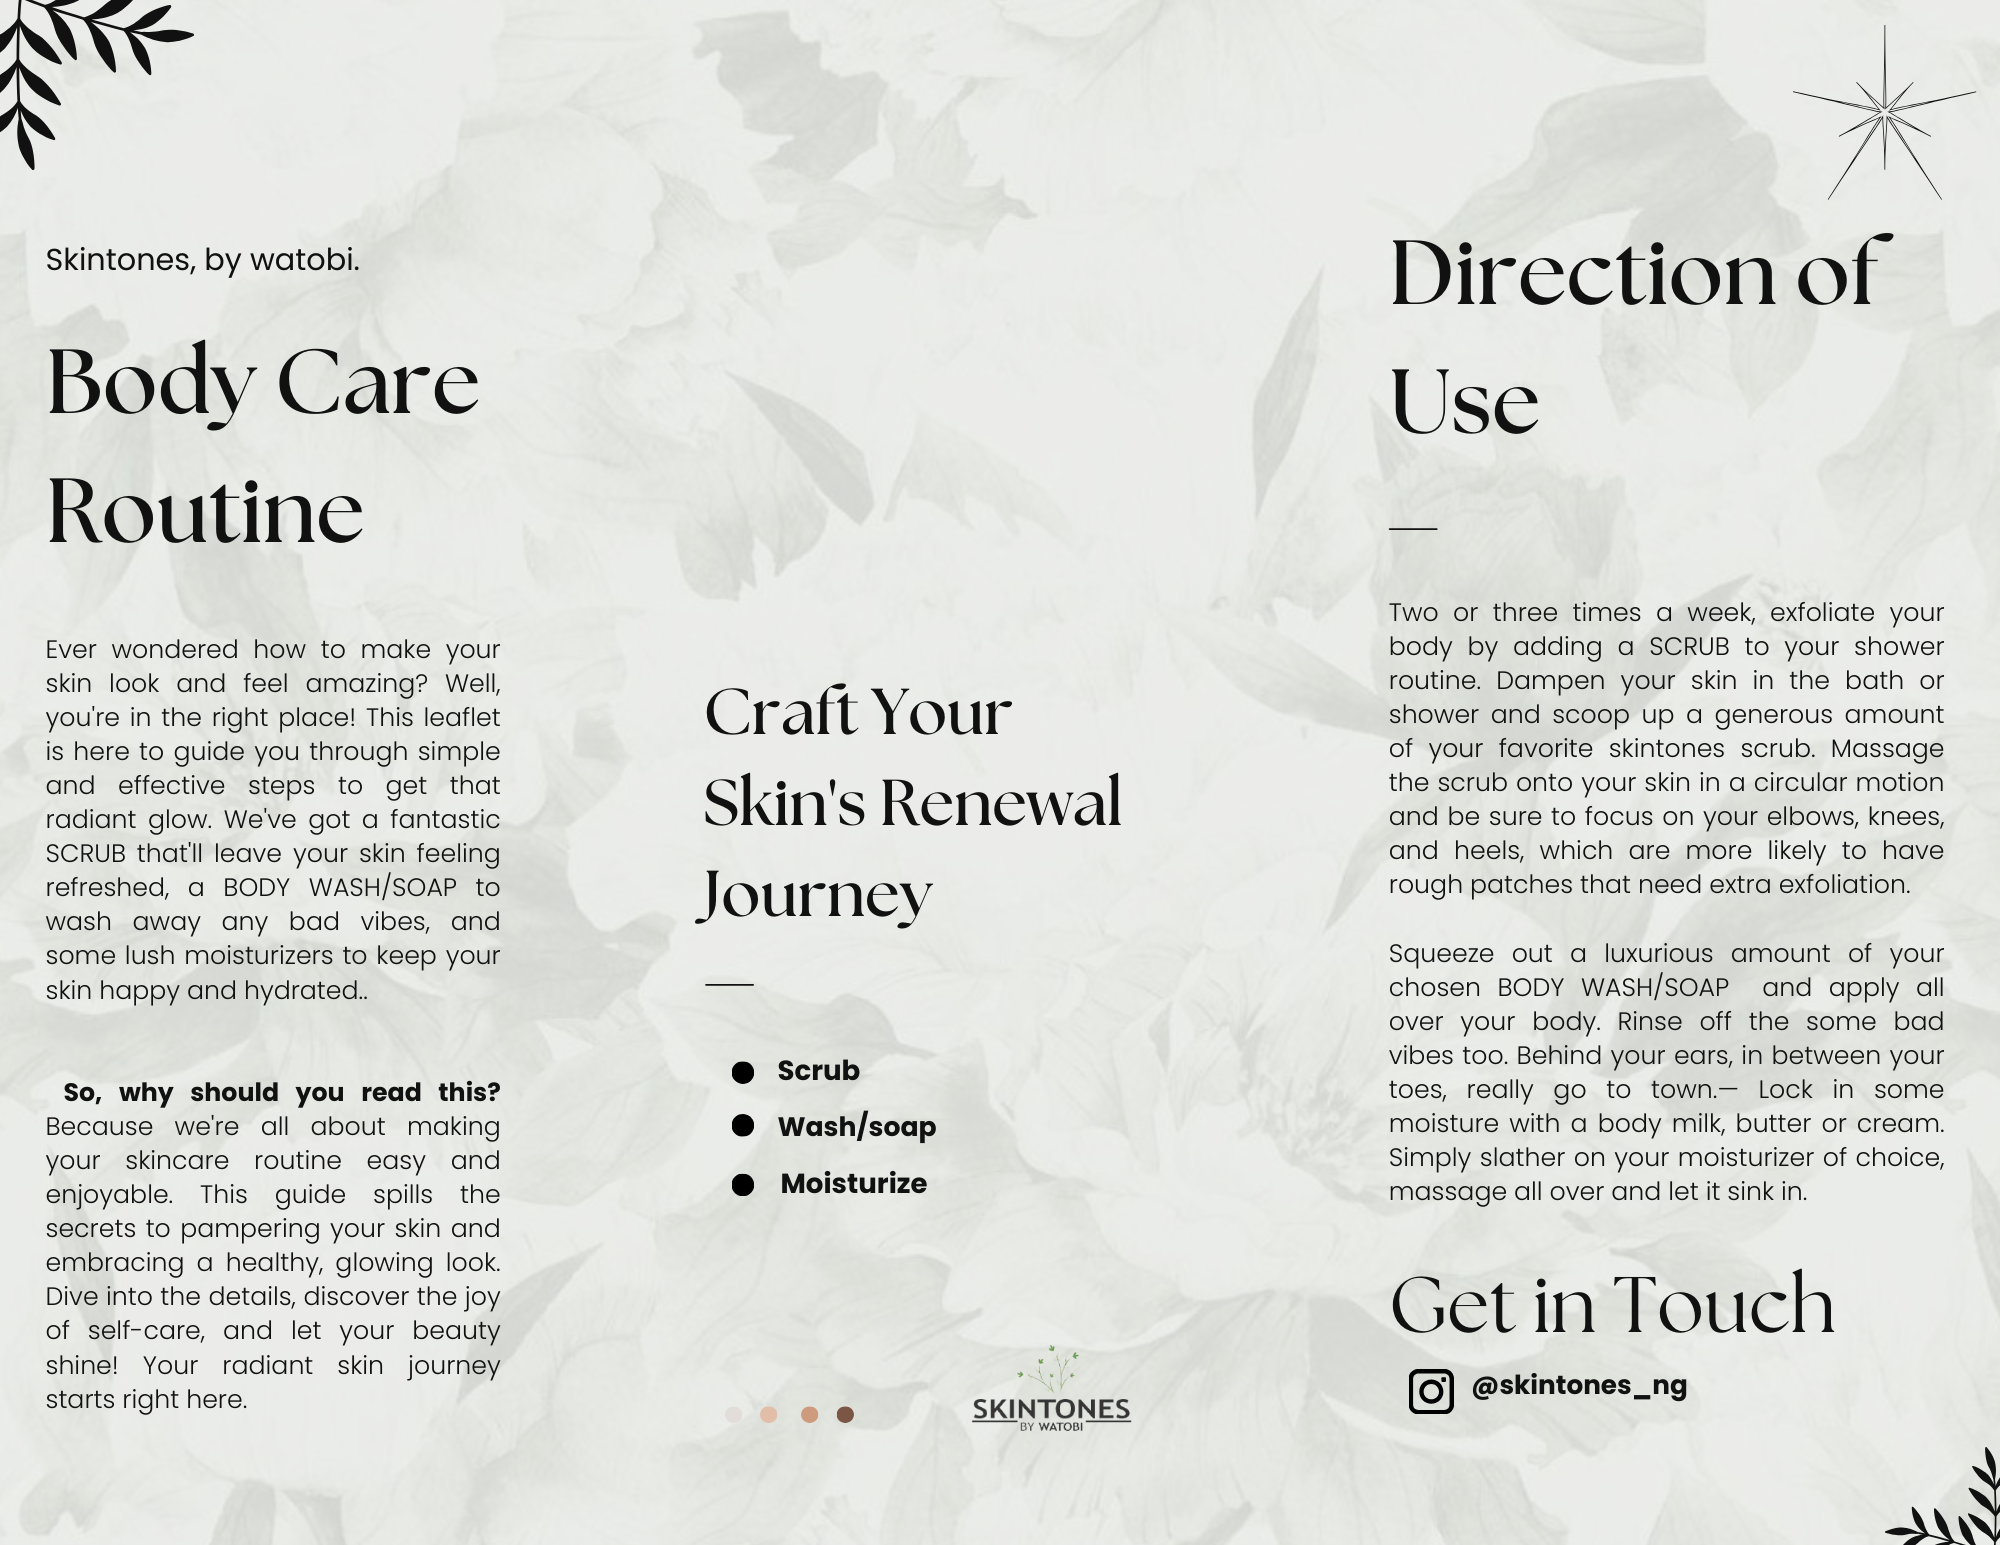 Skintones, by watobi.
Body Care
Routine
Ever wondered how to make your
skin look and feel amazing? Well,
you're in the right place! This leaflet
is here to guide you through simple
and effective steps to get that
radiant glow. We've got a fantastic
SCRUB that'll leave your skin feeling
refreshed, a BODY WASH/SOAP to
wash away any bad vibes, and
some lush moisturizers to keep your
skin happy and hydrated..
So, why should you read this?
Because we're all about making
your skincare routine easy and
enjoyable. This guide spills the
secrets to pampering your skin and
embracing a healthy, glowing look.
Dive into the details, discover the joy
of self-care, and let your beauty
shine! Your radiant skin journey
starts right here.
Craft Your
Skin's Renewal
Journey
Scrub
Wash/soap
Moisturize
SKINTONES
BY WATOBI
Direction of
Use
Two or three times a week, exfoliate your
body by adding a SCRUB to your shower
routine. Dampen your skin in the bath or
shower and scoop up a generous amount
of your favorite skintones scrub. Massage
the scrub onto your skin in a circular motion
and be sure to focus on your elbows, knees,
and heels, which are more likely to have
rough patches that need extra exfoliation.
Squeeze out a luxurious amount of your
chosen BODY WASH/SOAP and apply all
over your body. Rinse off the some bad
vibes too. Behind your ears, in between your
toes, really go to town.— Lock in some
moisture with a body milk, butter or cream.
Simply slather on your moisturizer of choice,
massage all over and let it sink in.
Get in Touch
@skintones_ng